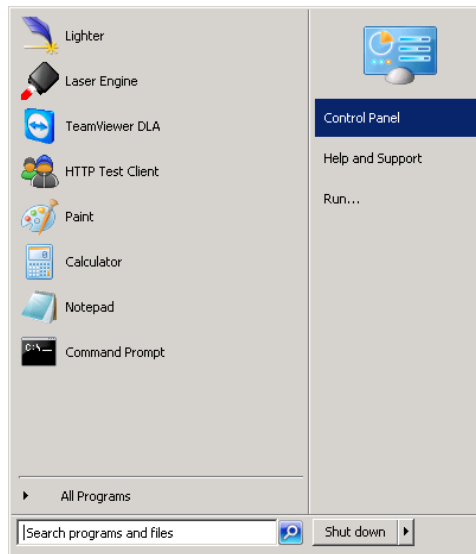 Lighter
Laser Engine
TeamViewer DLA
HTTP Test Client
Paint
Calculator
Notepad
C:\
Command Prompt
All Programs
Search programs and files
Control Panel
Help and Support
Run...
Shut down